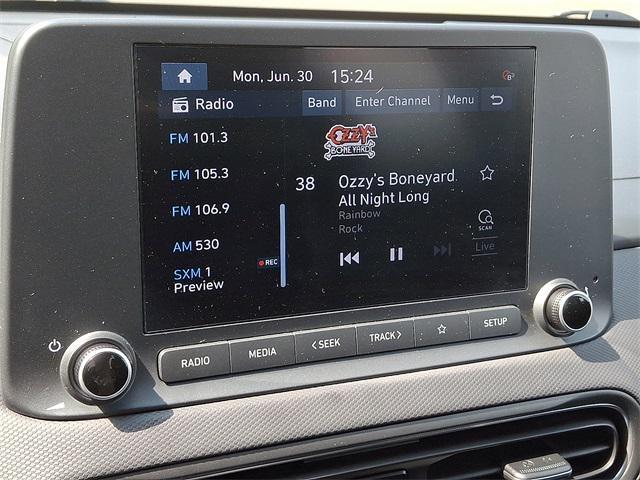 Mon, Jun. 30 15:24
Radio Band Enter Channel Menu
FM 101.3
FM 105.3
FM 106.9
AM 530
SXM 1
Preview
REC
OZZY'S
BONEYARD
38 Ozzy's Boneyard
All Night Long
Rainbow
Rock
SCAN
Live
RADIO MEDIA < SEEK TRACK > SETUP